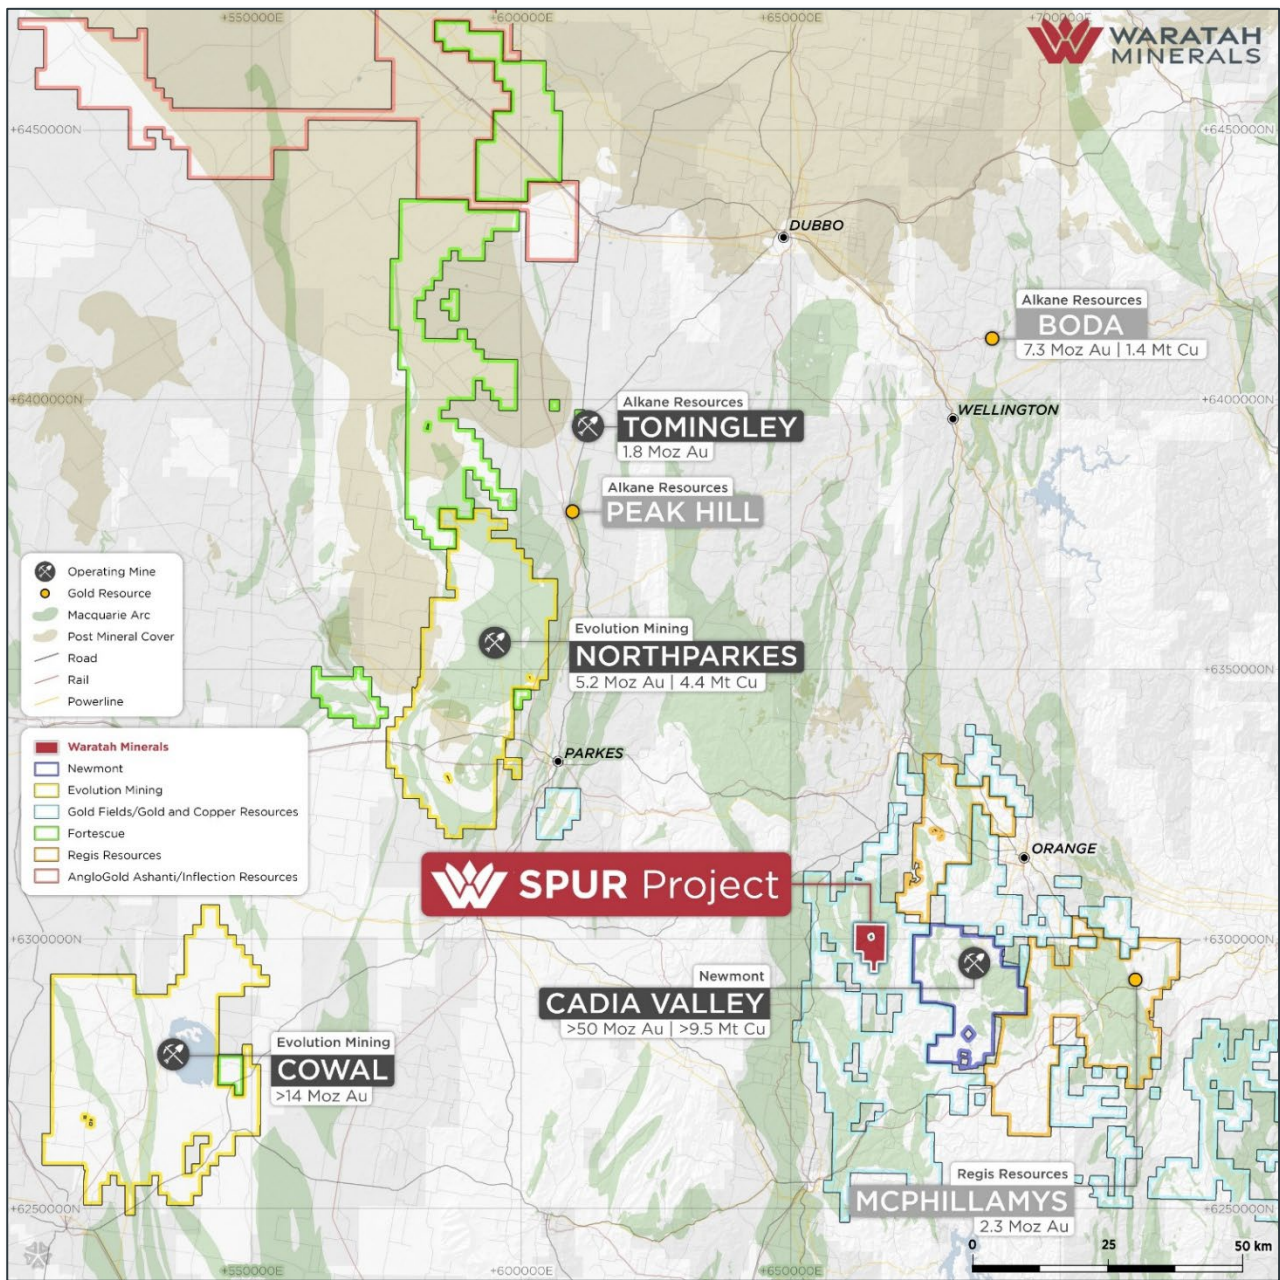 +550000E
+600000E
+650000E
+700000E
WARATAH
MINERALS
+6450000N
+6450000N
DUBBO
Alkane Resources
BODA
7.3 Moz Au | 1.4 Mt Cu
+6400000N
+6400000N
Alkane Resources
TOMINGLEY
1.8 Moz Au
WELLINGTON
Alkane Resources
PEAK HILL
Operating Mine
Gold Resource
Macquarie Arc
Post Mineral Cover
Road
Rail
Powerline
Evolution Mining
NORTHPARKES
5.2 Moz Au | 4.4 Mt Cu
+6350000N
Waratah Minerals
Newmont
Evolution Mining
Gold Fields/Gold and Copper Resources
Fortescue
Regis Resources
AngloGold Ashanti/Inflection Resources
PARKES
ORANGE
SPUR Project
+6300000N
+6300000N
Newmont
CADIA VALLEY
>50 Moz Au | >9.5 Mt Cu
Evolution Mining
COWAL
>14 Moz Au
Regis Resources
MCPHILLAMYS
2.3 Moz Au
+6250000N
+6250000N
0
25
50 km
+550000E
+600000E
+650000E